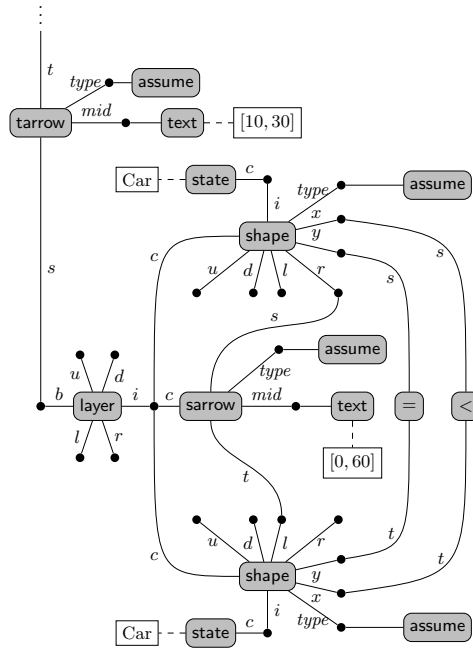 ⋮
t
type assume
tarrow mid text [10, 30]
Car state c
type assume
i x
shape y
c s
u d l r s
s
s
assume
u d type
b layer i c sarrow mid text = <
l r
[0, 60]
t
u d l r t
c y
shape x t
i
Car state c type assume